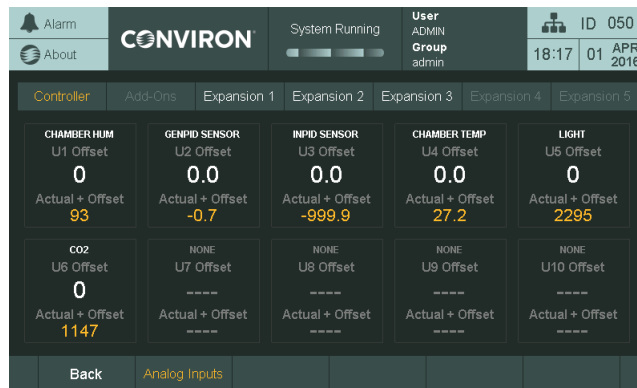 Alarm
About
CONVIRON
System Running
User
ADMIN
Group
admin
ID 050
18:17 01 APR 2016
Controller Add-Ons Expansion 1 Expansion 2 Expansion 3 Expansion 4 Expansion 5
CHAMBER HUM GENPID SENSOR INPID SENSOR CHAMBER TEMP LIGHT
U1 Offset U2 Offset U3 Offset U4 Offset U5 Offset
0 0.0 0.0 0.0 0
Actual + Offset Actual + Offset Actual + Offset Actual + Offset Actual + Offset
93 -0.7 -999.9 27.2 2295
CO2 NONE NONE NONE NONE
U6 Offset U7 Offset U8 Offset U9 Offset U10 Offset
0 ---- ---- ---- ----
Actual + Offset Actual + Offset Actual + Offset Actual + Offset Actual + Offset
1147 ---- ---- ---- ----
Back Analog Inputs